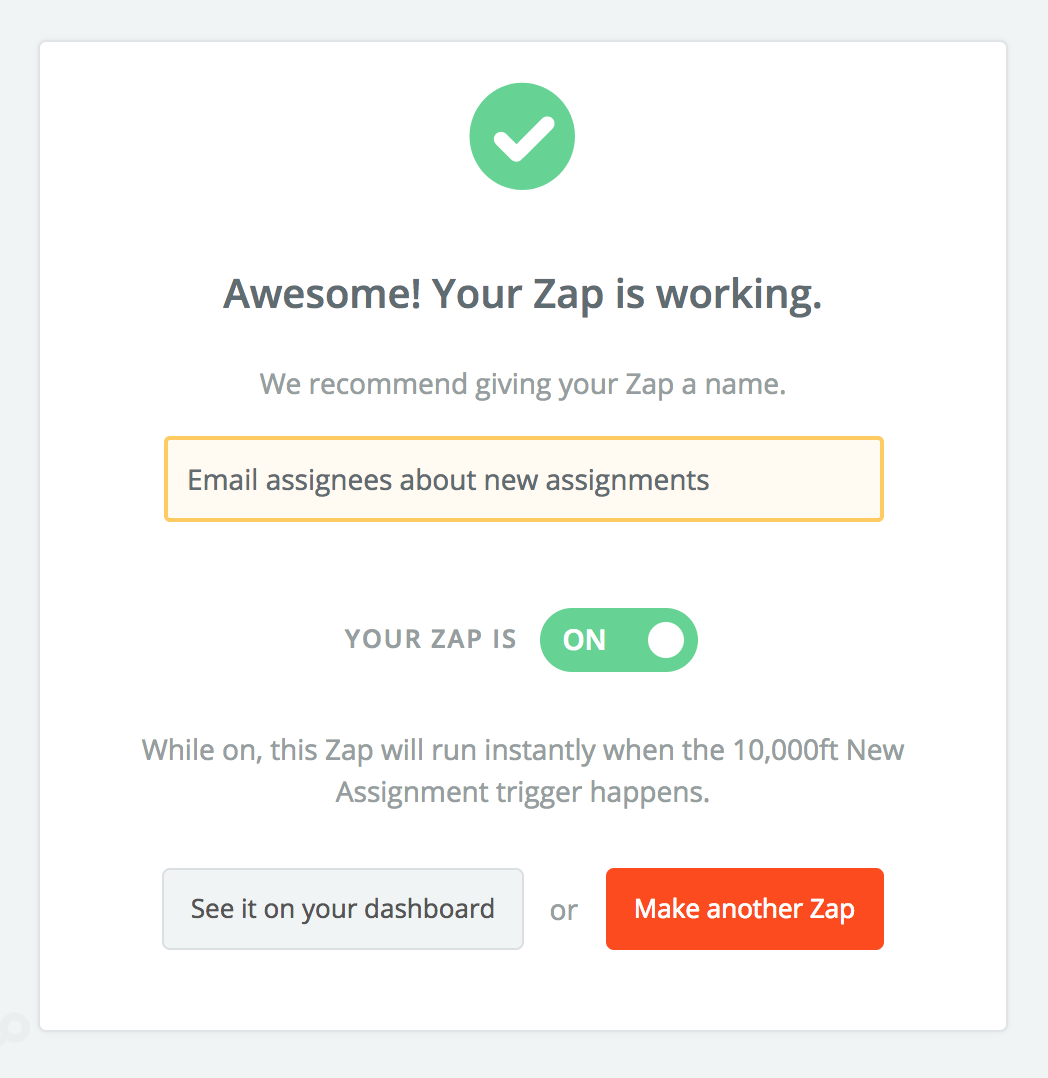 Awesome! Your Zap is working.
We recommend giving your Zap a name.
Email assignees about new assignments
YOUR ZAP IS ON
While on, this Zap will run instantly when the 10,000ft New
Assignment trigger happens.
See it on your dashboard or Make another Zap